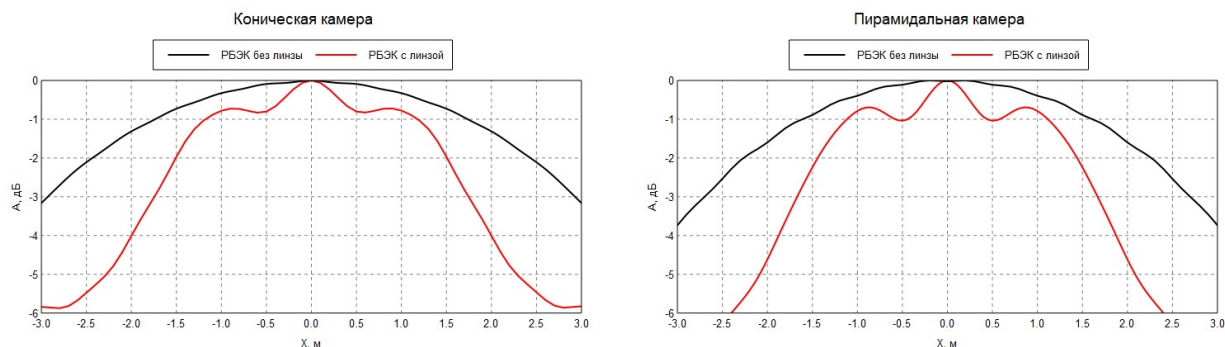 Коническая камера
РБЭК без линзы РБЭК с линзой
0
-1
-2
-3
-4
-5
-6
А, дБ
-3.0 -2.5 -2.0 -1.5 -1.0 -0.5 0.0 0.5 1.0 1.5 2.0 2.5 3.0
X, м
Пирамидальная камера
РБЭК без линзы РБЭК с линзой
0
-1
-2
-3
-4
-5
-6
А, дБ
-3.0 -2.5 -2.0 -1.5 -1.0 -0.5 0.0 0.5 1.0 1.5 2.0 2.5 3.0
X, м